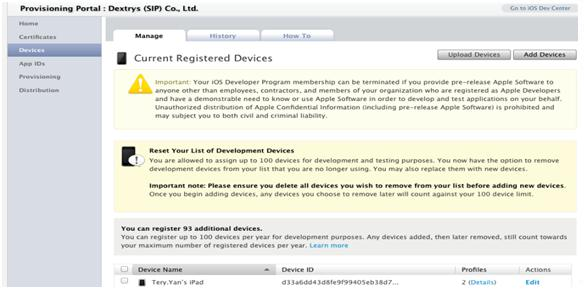 Provisioning Portal : Dextrys (SIP) Co., Ltd.
Go to iOS Dev Center
Home
Certificates
Devices
App IDs
Provisioning
Distribution
Manage
History
How To
Current Registered Devices
Upload Devices
Add Devices
Important: Your iOS Developer Program membership can be terminated if you provide pre-release Apple Software to
anyone other than employees, contractors, and members of your organization who are registered as Apple Developers
and have a demonstrable need to know or use Apple Software in order to develop and test applications on your behalf.
Unauthorized distribution of Apple Confidential Information (including pre-release Apple Software) is prohibited and
may subject you to both civil and criminal liability.
Reset Your List of Development Devices
You are allowed to assign up to 100 devices for development and testing purposes. You now have the option to remove
development devices from your list that you are no longer using. You may also replace them with new devices.
Important note: Please ensure you delete all devices you wish to remove from your list before adding new devices.
Once you begin adding devices, any devices you choose to remove later will count against your 100 device limit.
You can register 93 additional devices.
You can register up to 100 devices per year for development purposes. Any devices added, then later removed, still count towards
your maximum number of registered devices per year. Learn more
Device Name
Device ID
Profiles
Actions
Tery.Yan's iPad
d33a6dd43d8fe9f99405eb38d7...
2 (Details)
Edit